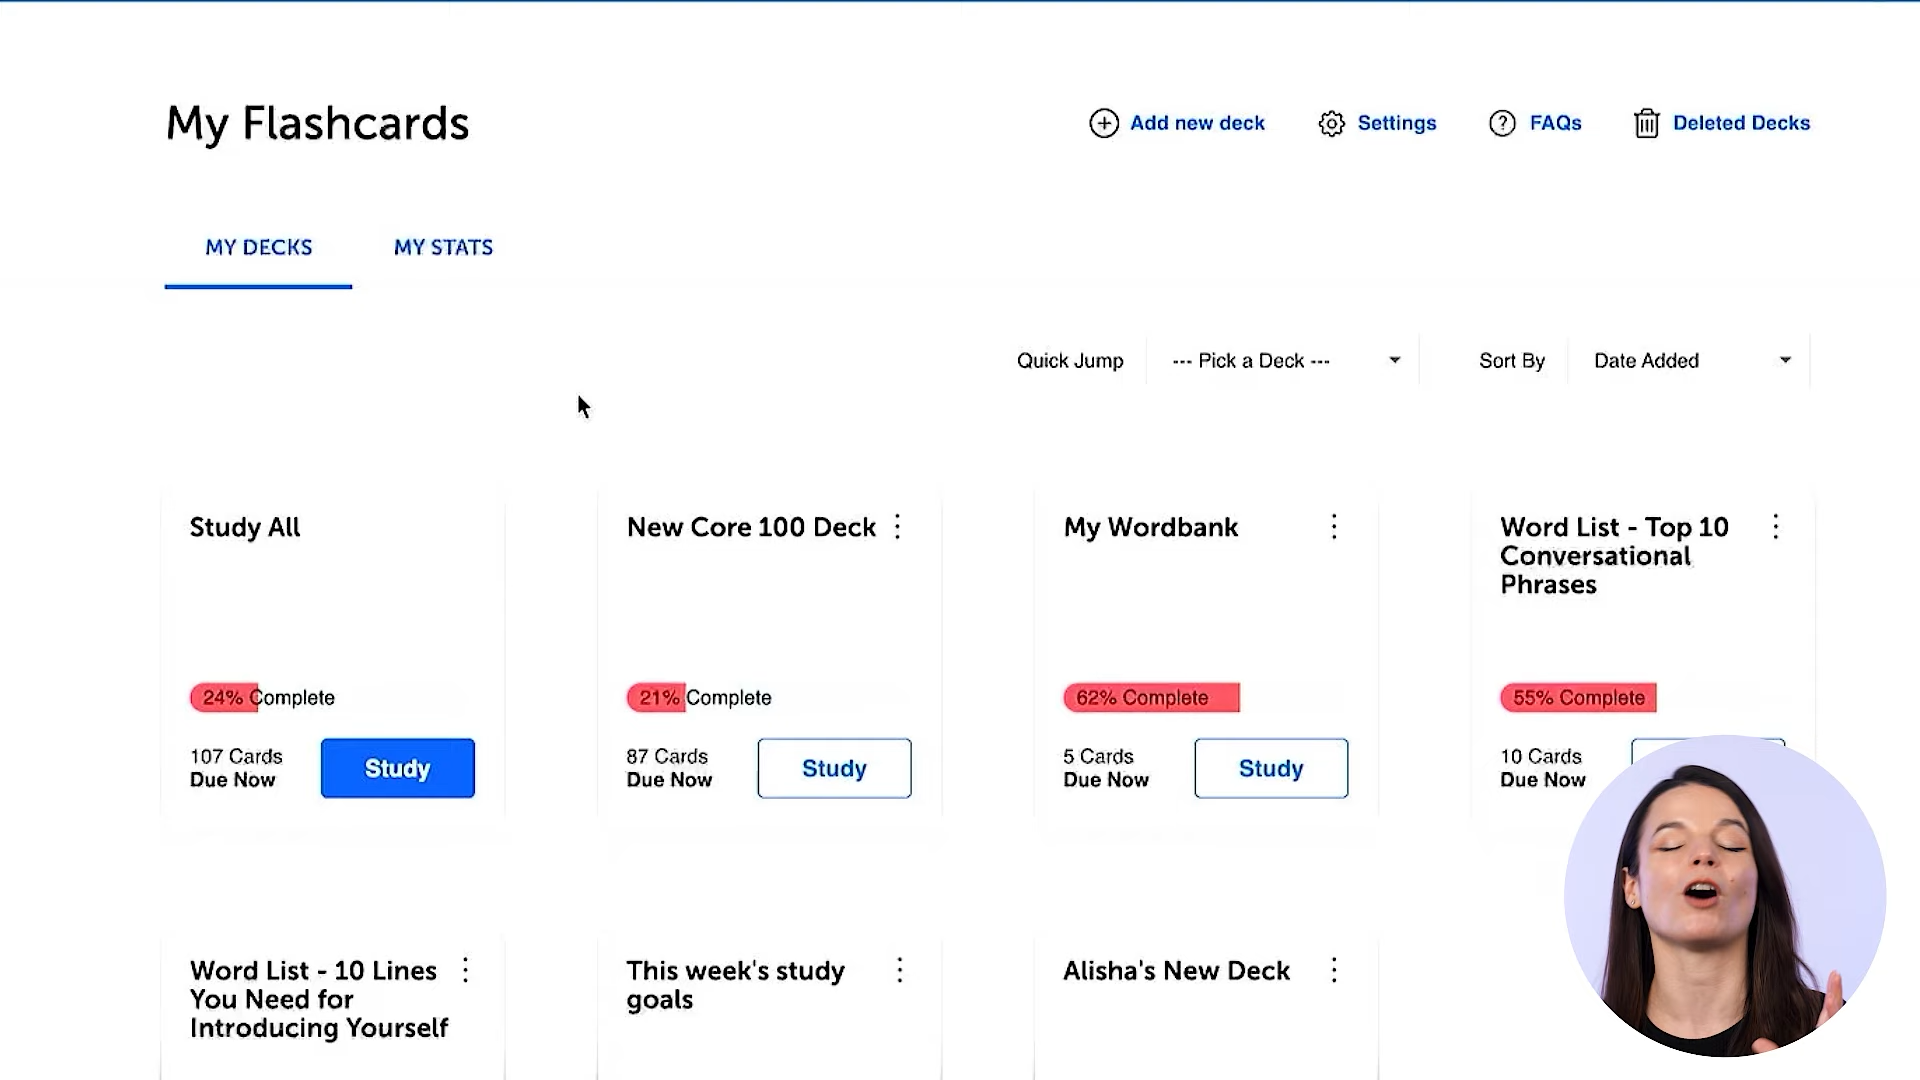 My Flashcards
Add new deck
Settings
FAQs
Deleted Decks
MY DECKS
MY STATS
Quick Jump
--- Pick a Deck ---
Sort By
Date Added
Study All
24% Complete
107 Cards
Due Now
Study
New Core 100 Deck
21% Complete
87 Cards
Due Now
Study
My Wordbank
62% Complete
5 Cards
Due Now
Study
Word List - Top 10
Conversational
Phrases
55% Complete
10 Cards
Due Now
Word List - 10 Lines
You Need for
Introducing Yourself
This week's study
goals
Alisha's New Deck